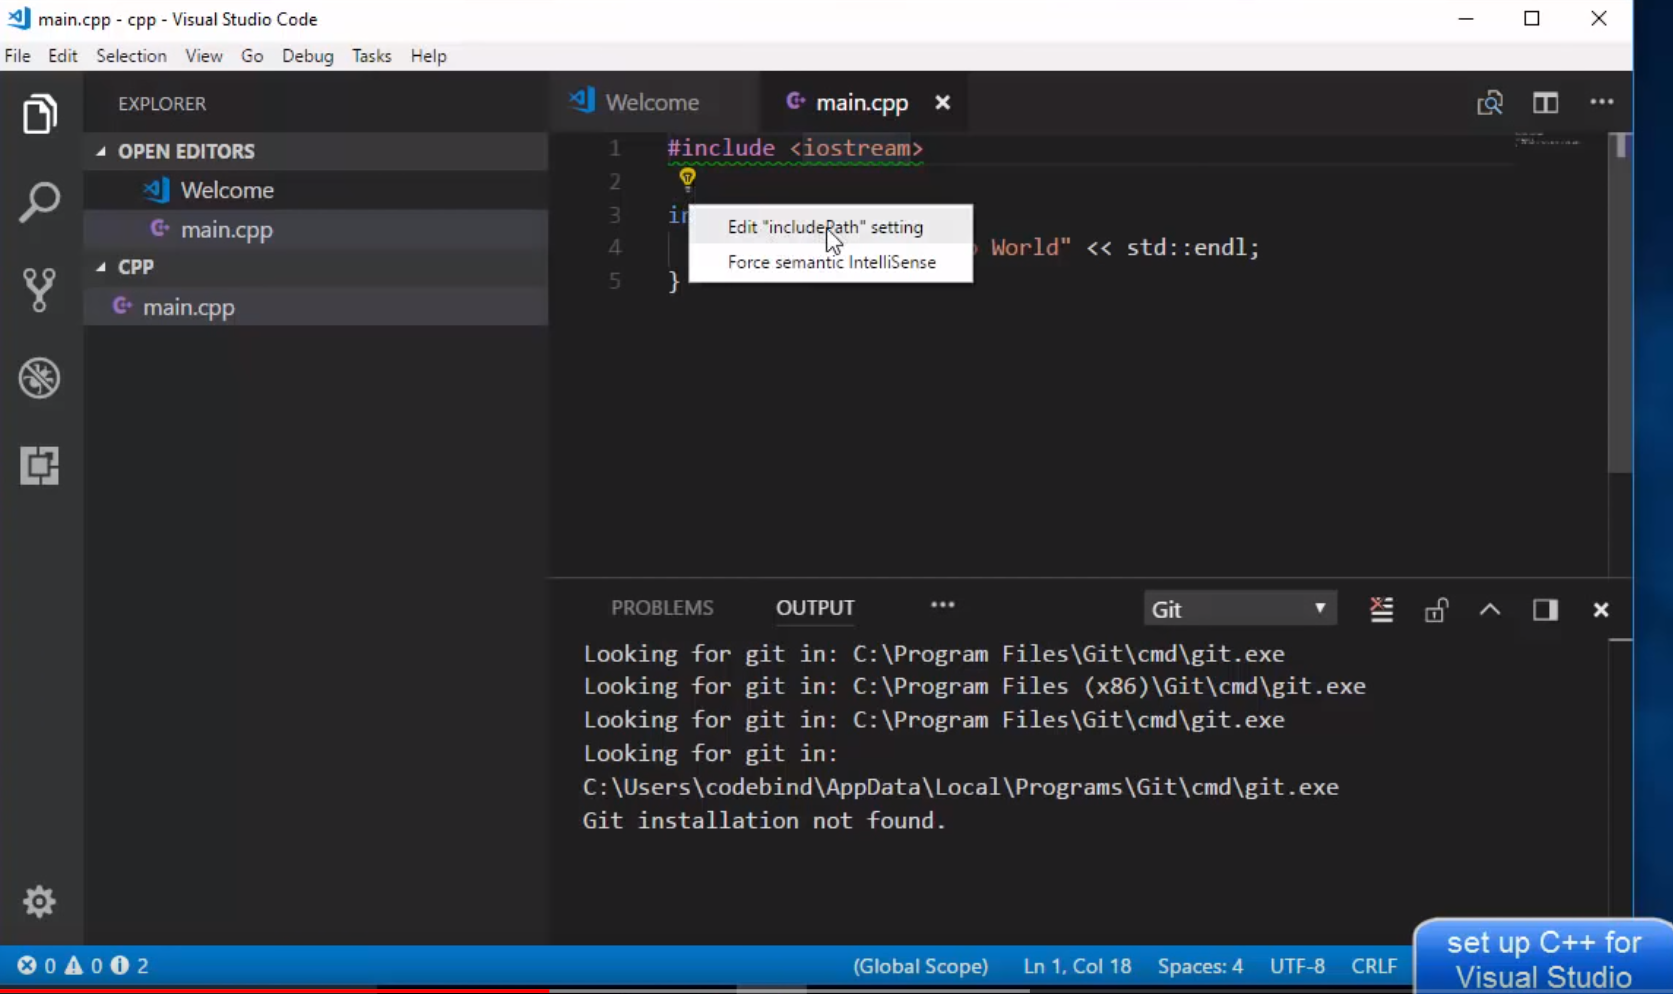 main.cpp - cpp - Visual Studio Code
File Edit Selection View Go Debug Tasks Help
EXPLORER
OPEN EDITORS
Welcome
main.cpp
CPP
main.cpp
Welcome main.cpp
1 #include <iostream>
2
3 in
4 World" << std::endl;
5 }
Edit "includePath" setting
Force semantic IntelliSense
PROBLEMS OUTPUT ... Git
Looking for git in: C:\Program Files\Git\cmd\git.exe
Looking for git in: C:\Program Files (x86)\Git\cmd\git.exe
Looking for git in: C:\Program Files\Git\cmd\git.exe
Looking for git in:
C:\Users\codebind\AppData\Local\Programs\Git\cmd\git.exe
Git installation not found.
0 0 2 (Global Scope) Ln 1, Col 18 Spaces: 4 UTF-8 CRLF
set up C++ for
Visual Studio